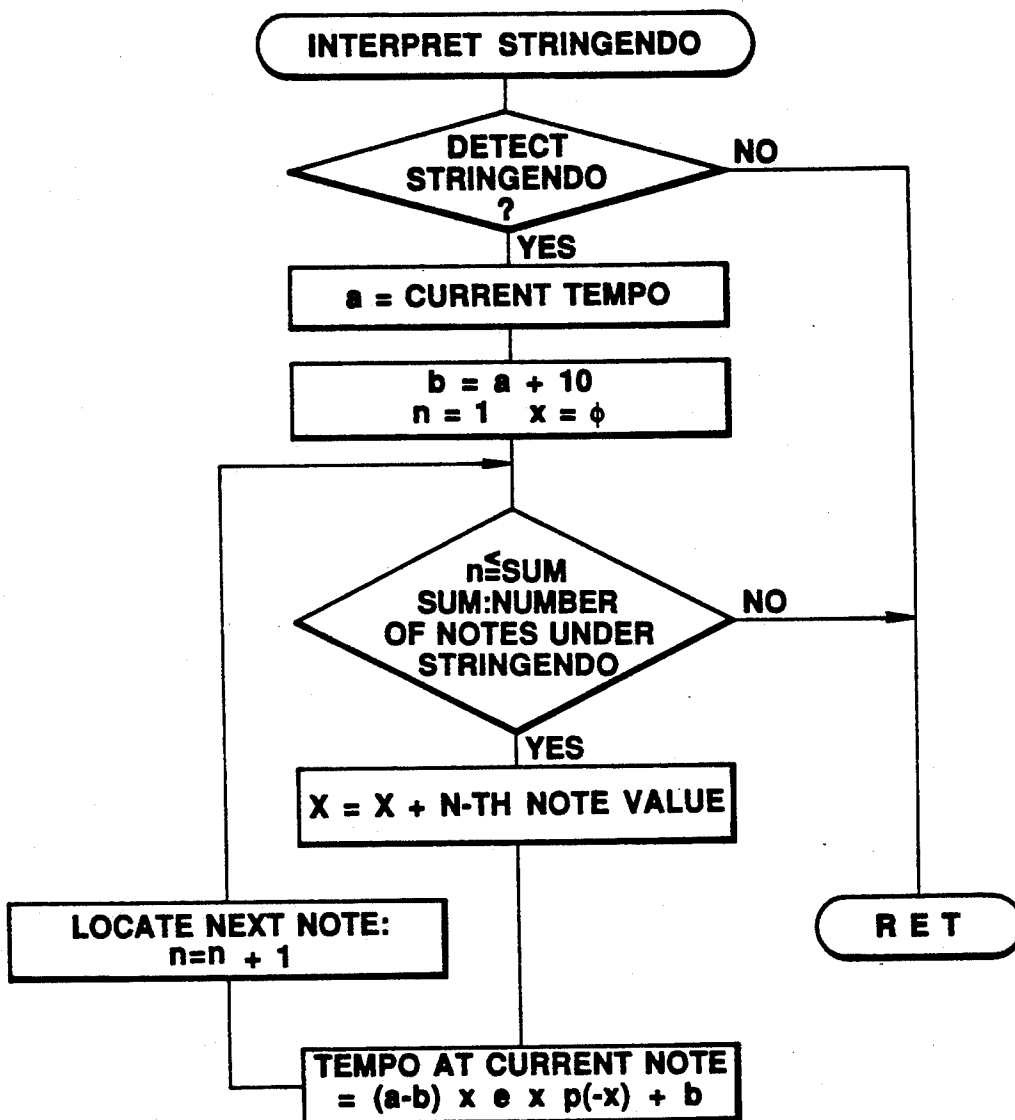 INTERPRET STRINGENDO
DETECT
STRINGENDO
?
NO
YES
a = CURRENT TEMPO
b = a + 10
n = 1 x = ϕ
n≦SUM
SUM:NUMBER
OF NOTES UNDER
STRINGENDO
NO
YES
X = X + N-TH NOTE VALUE
LOCATE NEXT NOTE:
n=n + 1
R E T
TEMPO AT CURRENT NOTE
= (a-b) x e x p(-x) + b